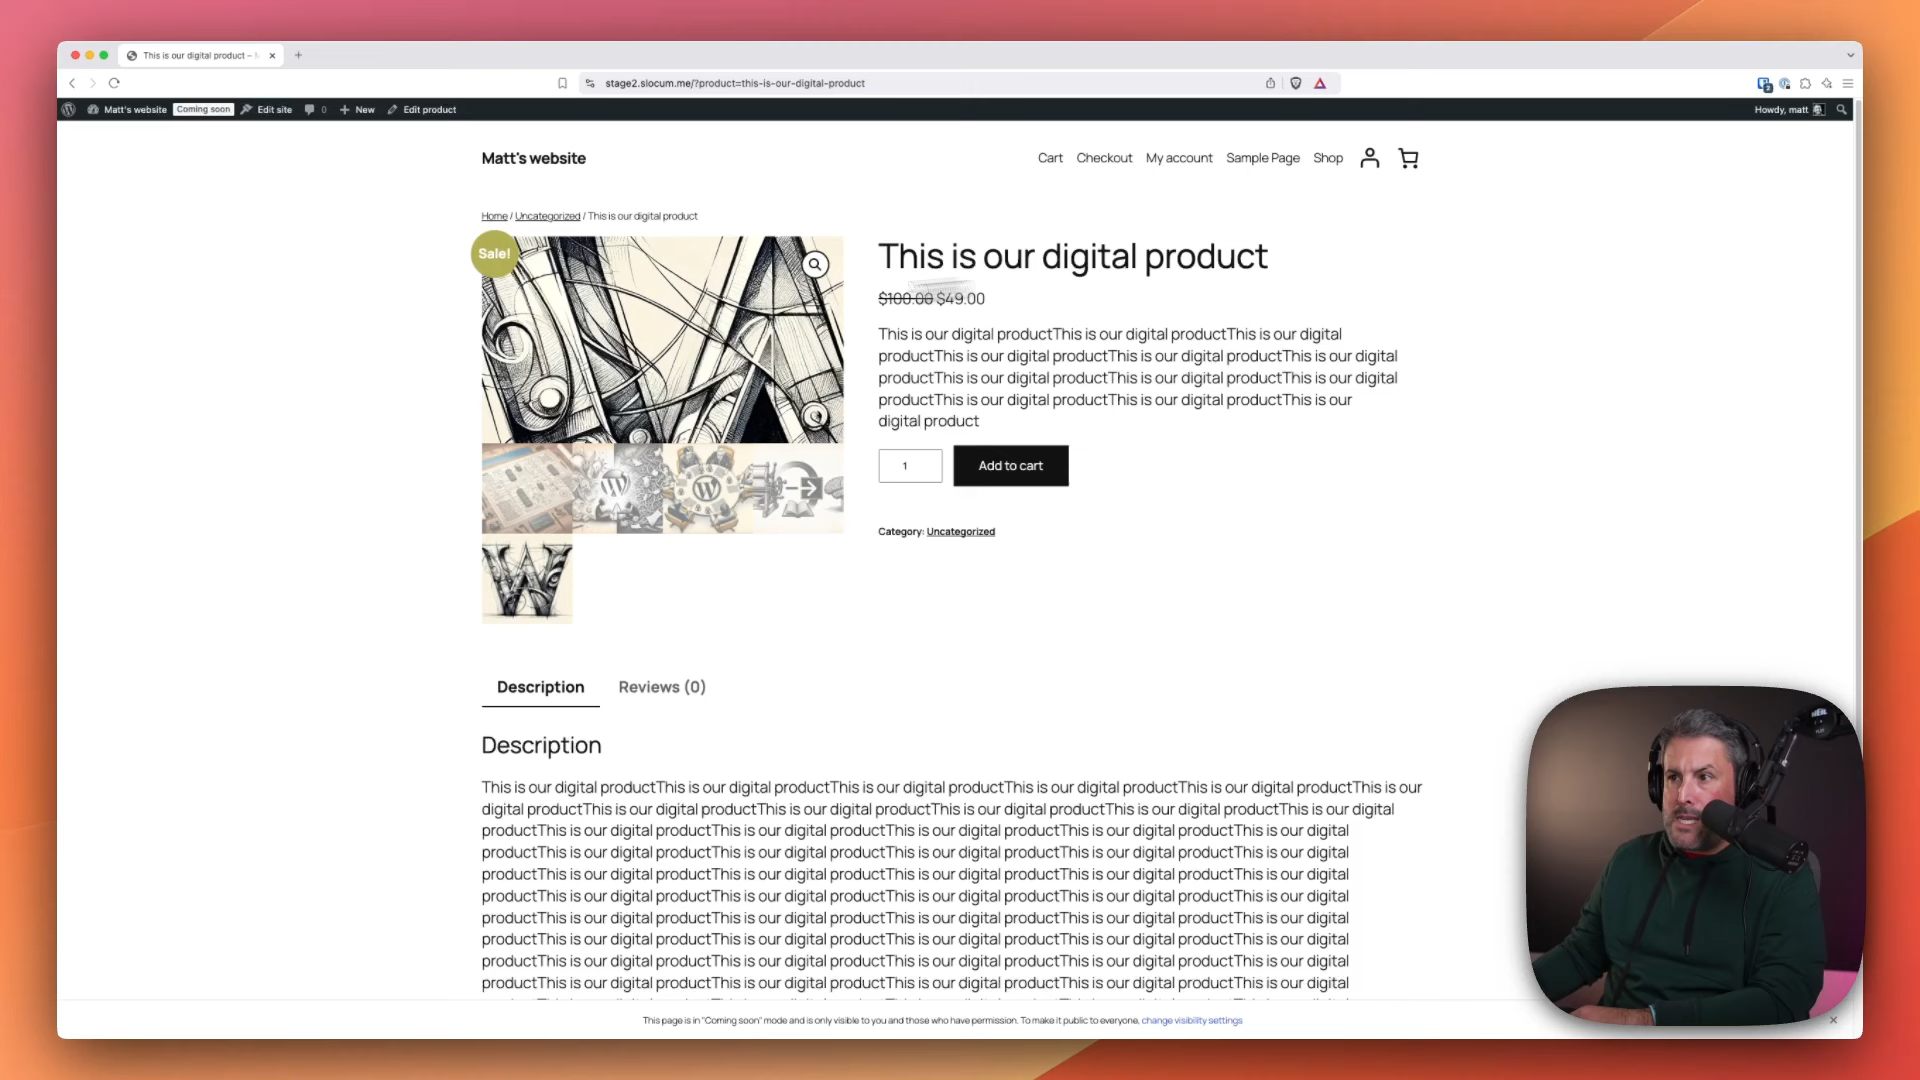 This is our digital product –
stage2.slocum.me/?product=this-is-our-digital-product
Matt's website
Coming soon
Edit site
0
New
Edit product
Howdy, matt
Matt's website
Cart
Checkout
My account
Sample Page
Shop
Home / Uncategorized / This is our digital product
Sale!
This is our digital product
$100.00 $49.00
This is our digital productThis is our digital productThis is our digital
productThis is our digital productThis is our digital productThis is our digital
productThis is our digital productThis is our digital productThis is our digital
productThis is our digital productThis is our digital productThis is our
digital product
1
Add to cart
Category: Uncategorized
Description
Reviews (0)
Description
This is our digital productThis is our digital productThis is our digital productThis is our digital productThis is our digital productThis is our
digital productThis is our digital productThis is our digital productThis is our digital productThis is our digital productThis is our digital
productThis is our digital productThis is our digital productThis is our digital productThis is our digital productThis is our digital
productThis is our digital productThis is our digital productThis is our digital productThis is our digital productThis is our digital
productThis is our digital productThis is our digital productThis is our digital productThis is our digital productThis is our digital
productThis is our digital productThis is our digital productThis is our digital productThis is our digital productThis is our digital
productThis is our digital productThis is our digital productThis is our digital productThis is our digital productThis is our digital
productThis is our digital productThis is our digital productThis is our digital productThis is our digital productThis is our digital
productThis is our digital productThis is our digital productThis is our digital productThis is our digital productThis is our digital
productThis is our digital productThis is our digital productThis is our digital productThis is our digital productThis is our digital
This page is in "Coming soon" mode and is only visible to you and those who have permission. To make it public to everyone, change visibility settings